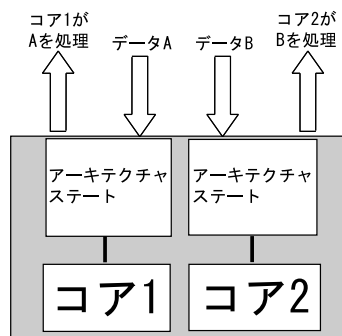 コア1が
Aを処理
データA
データB
コア2が
Bを処理
アーキテクチャ
ステート
アーキテクチャ
ステート
コア1
コア2